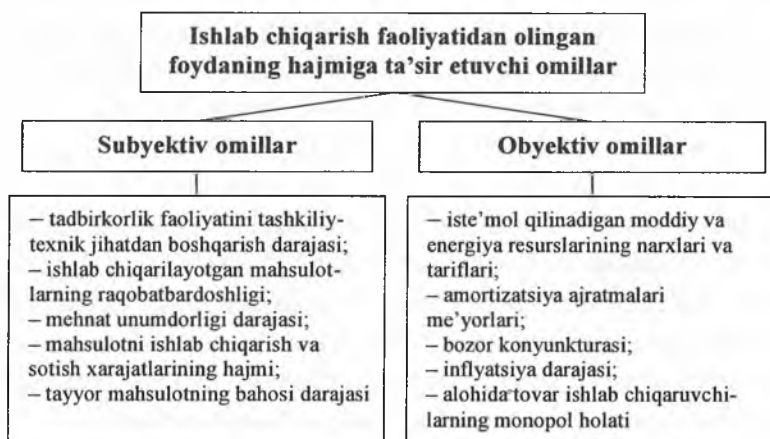 Ishlab chiqarish faoliyatidan olingan
foydaning hajmiga ta'sir etuvchi omillar
Subyektiv omillar
– tadbirkorlik faoliyatini tashkiliy-
texnik jihatdan boshqarish darajasi;
– ishlab chiqarilayotgan mahsulot-
larning raqobatbardoshligi;
– mehnat unumdorligi darajasi;
– mahsulotni ishlab chiqarish va
sotish xarajatlarining hajmi;
– tayyor mahsulotning bahosi darajasi
Obyektiv omillar
– iste'mol qilinadigan moddiy va
energiya resurslarining narxlari va
tariflari;
– amortizatsiya ajratmalari
me'yorlari;
– bozor konyunkturasi;
– inflyatsiya darajasi;
– alohida tovar ishlab chiqaruvchi-
larning monopol holati